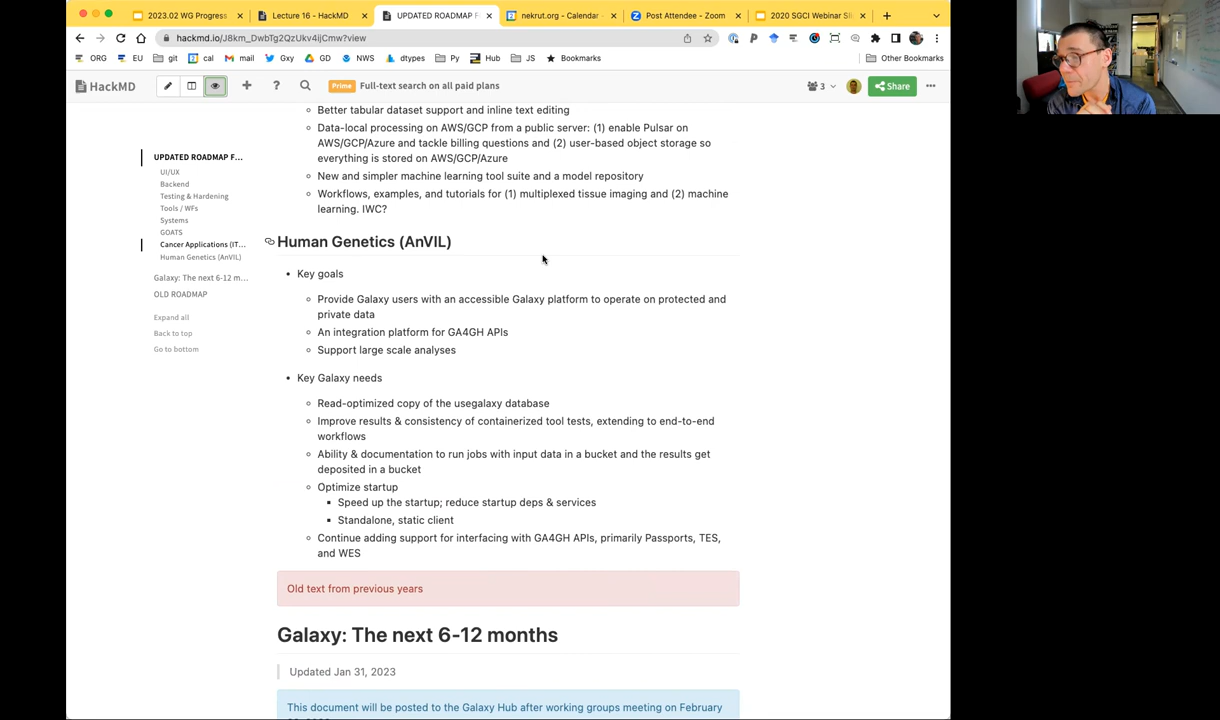 2023.02 WG Progress
Lecture 16 - HackMD
UPDATED ROADMAP F
nekrut.org - Calendar -
Post Attendee - Zoom
2020 SGCI Webinar Sli
hackmd.io/J8km_DwbTg2QzUkv4ijCmw?view
ORG
EU
git
cal
mail
Gxy
GD
NWS
dtypes
Py
Hub
JS
Bookmarks
Other Bookmarks
HackMD
Prime
Full-text search on all paid plans
3
Share
UPDATED ROADMAP F...
UI/UX
Backend
Testing & Hardening
Tools / WFs
Systems
GOATS
Cancer Applications (IT...
Human Genetics (AnVIL)
Galaxy: The next 6-12 m...
OLD ROADMAP
Expand all
Back to top
Go to bottom
Better tabular dataset support and inline text editing
Data-local processing on AWS/GCP from a public server: (1) enable Pulsar on
AWS/GCP/Azure and tackle billing questions and (2) user-based object storage so
everything is stored on AWS/GCP/Azure
New and simpler machine learning tool suite and a model repository
Workflows, examples, and tutorials for (1) multiplexed tissue imaging and (2) machine
learning. IWC?
Human Genetics (AnVIL)
Key goals
Provide Galaxy users with an accessible Galaxy platform to operate on protected and
private data
An integration platform for GA4GH APIs
Support large scale analyses
Key Galaxy needs
Read-optimized copy of the usegalaxy database
Improve results & consistency of containerized tool tests, extending to end-to-end
workflows
Ability & documentation to run jobs with input data in a bucket and the results get
deposited in a bucket
Optimize startup
Speed up the startup; reduce startup deps & services
Standalone, static client
Continue adding support for interfacing with GA4GH APIs, primarily Passports, TES,
and WES
Old text from previous years
Galaxy: The next 6-12 months
Updated Jan 31, 2023
This document will be posted to the Galaxy Hub after working groups meeting on February